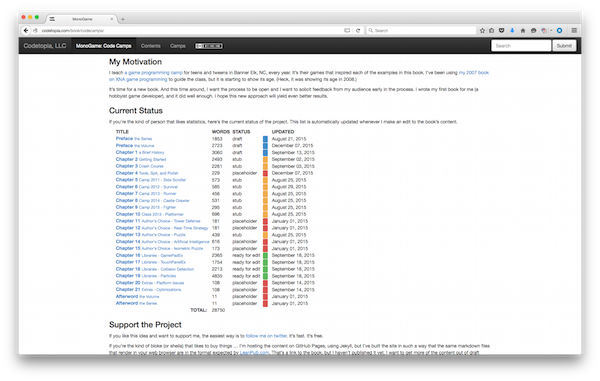 MonoGame
codetopia.com/book/codecamps/
Search
Codetopia, LLC
MonoGame: Code Camps
Contents
Camps
Search
Submit
My Motivation
I teach a game programming camp for teens and tweens in Banner Elk, NC, every year. It's their games that inspired each of the examples in this book. I've been using my 2007 book
on XNA game programming to guide the class, but it is starting to show its age. (Heck, it was showing its age in 2008.)
It's time for a new book. And this time around, I want the process to be open and I want to solicit feedback from my audience early in the process. I wrote my first book for me (a
hobbyist game developer), and it did well enough. I hope this new approach will yield even better results.
Current Status
If you're the kind of person that likes statistics, here's the current status of the project. This list is automatically updated whenever I make an edit to the book's content.
TITLE WORDS STATUS UPDATED
Preface the Series 1853 draft August 21, 2015
Preface the Volume 2723 draft December 07, 2015
Chapter 1 a Brief History 3060 draft September 13, 2015
Chapter 2 Getting Started 2493 stub September 02, 2015
Chapter 3 Crash Course 2281 stub September 03, 2015
Chapter 4 Tools, Spit, and Polish 229 placeholder December 07, 2015
Chapter 5 Camp 2011 - Side Scroller 573 stub August 25, 2015
Chapter 6 Camp 2012 - Survival 585 stub August 29, 2015
Chapter 7 Camp 2013 - Runner 456 stub August 25, 2015
Chapter 8 Camp 2014 - Castle Crasher 531 stub August 25, 2015
Chapter 9 Camp 2015 - Fighter 295 stub August 25, 2015
Chapter 10 Class 2012 - Platformer 696 stub August 25, 2015
Chapter 11 Author's Choice - Tower Defense 181 placeholder January 01, 2015
Chapter 12 Author's Choice - Real-Time Strategy 181 placeholder January 01, 2015
Chapter 13 Author's Choice - Puzzle 439 stub August 25, 2015
Chapter 14 Author's Choice - Artificial Intelligence 616 placeholder January 01, 2015
Chapter 15 Author's Choice - Isometric Puzzle 173 placeholder January 01, 2015
Chapter 16 Libraries - GamePadEx 2365 ready for edit September 18, 2015
Chapter 17 Libraries - TouchPanelEx 1754 ready for edit September 18, 2015
Chapter 18 Libraries - Collision Detection 2213 ready for edit September 18, 2015
Chapter 19 Libraries - Particles 4835 ready for edit September 18, 2015
Chapter 20 Extras - Platform Issues 108 placeholder September 14, 2015
Chapter 21 Extras - Optimizations 108 placeholder September 14, 2015
Afterword the Volume 11 placeholder January 01, 2015
Afterword the Series 11 placeholder January 01, 2015
TOTAL: 28750
Support the Project
If you like this idea and want to support me, the easiest way is to follow me on twitter. It's fast. It's free.
If you're the kind of bloke (or sheila) that likes to buy things ... I'm hosting the content on GitHub Pages, using Jekyll, but I've built the site in such a way that the same markdown files
that render in your web browser are in the format expected by LeanPub.com. That's a link to the book, but I haven't published it yet. I want to get more of the content out of draft